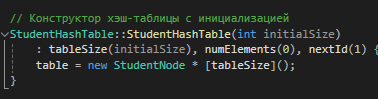 // Конструктор хэш-таблицы с инициализацией
StudentHashTable::StudentHashTable(int initialSize)
: tableSize(initialSize), numElements(0), nextId(1) {
table = new StudentNode * [tableSize]();
}